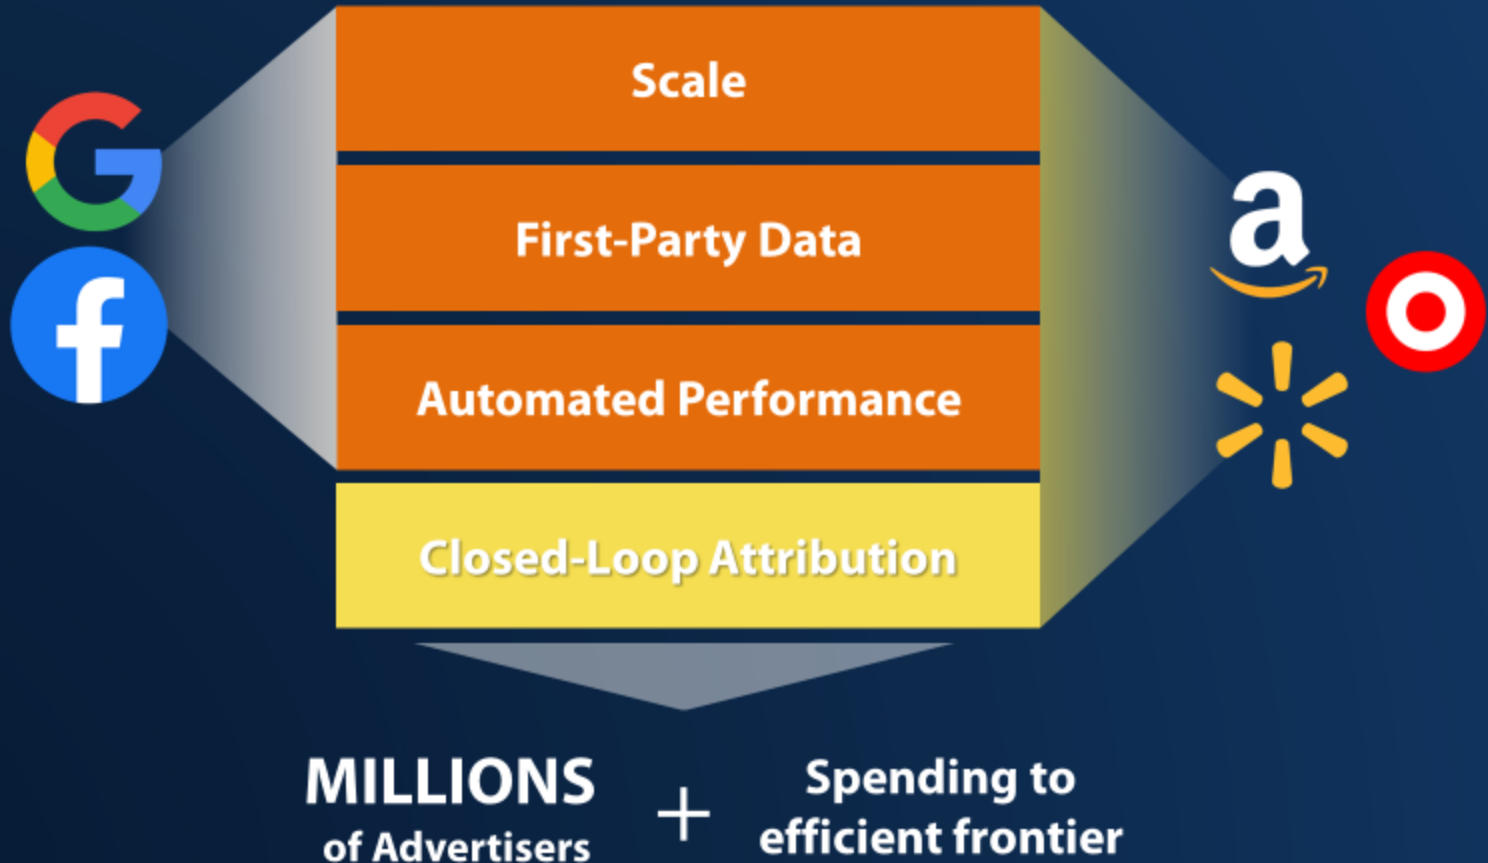 Scale
First-Party Data
Automated Performance
Closed-Loop Attribution
MILLIONS
of Advertisers
+
Spending to
efficient frontier